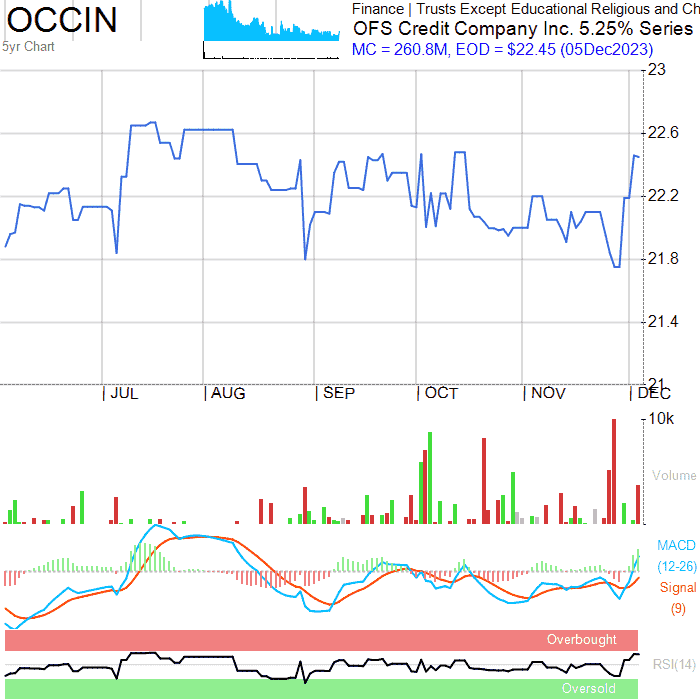 OCCIN
5yr Chart
Finance | Trusts Except Educational Religious and Ch
OFS Credit Company Inc. 5.25% Series
MC = 260.8M, EOD = $22.45 (05Dec2023)
23
22.6
22.2
21.8
21.4
21
| JUL | AUG | SEP | OCT | NOV | DEC
10k
Volume
MACD
(12-26)
Signal
(9)
Overbought
RSI(14)
Oversold